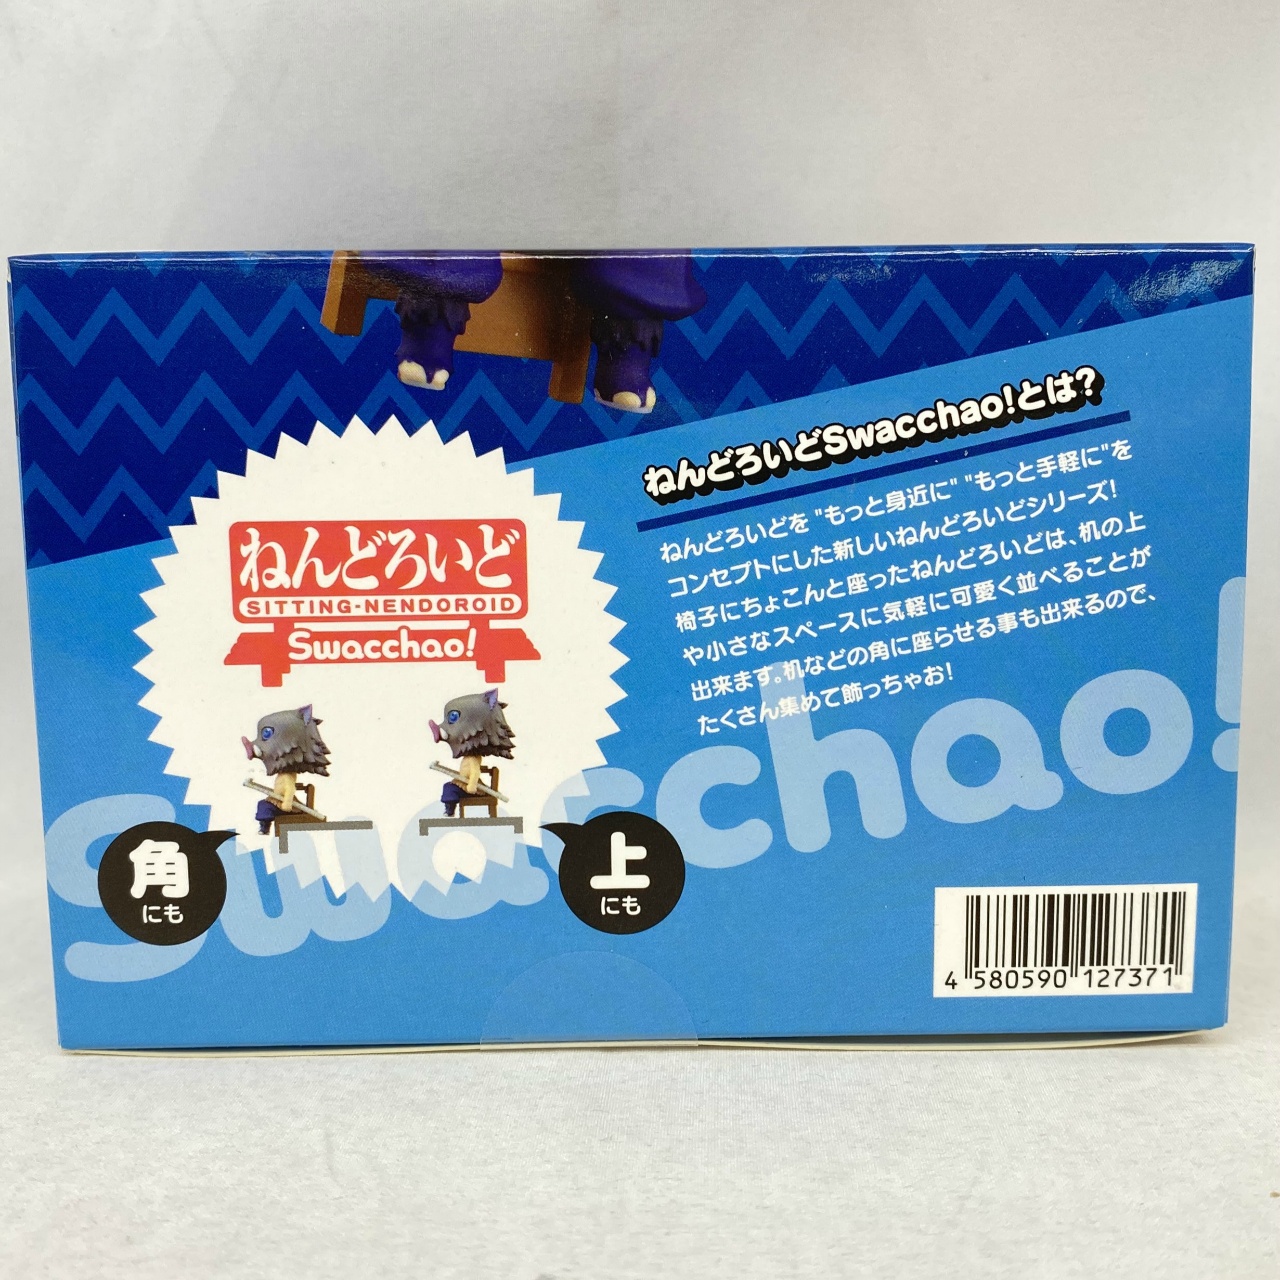 ねんどろいど
SITTING-NENDOROID
Swacchao!
角
にも
上
にも
ねんどろいどSwacchao!とは?
ねんどろいどを "もっと身近に" "もっと手軽に"を
コンセプトにした新しいねんどろいどシリーズ!
椅子にちょこんと座ったねんどろいどは、机の上
や小さなスペースに気軽に可愛く並べることが
出来ます。机などの角に座らせる事も出来るので、
たくさん集めて飾っちゃお!
Swacchao!
4 580590 127371